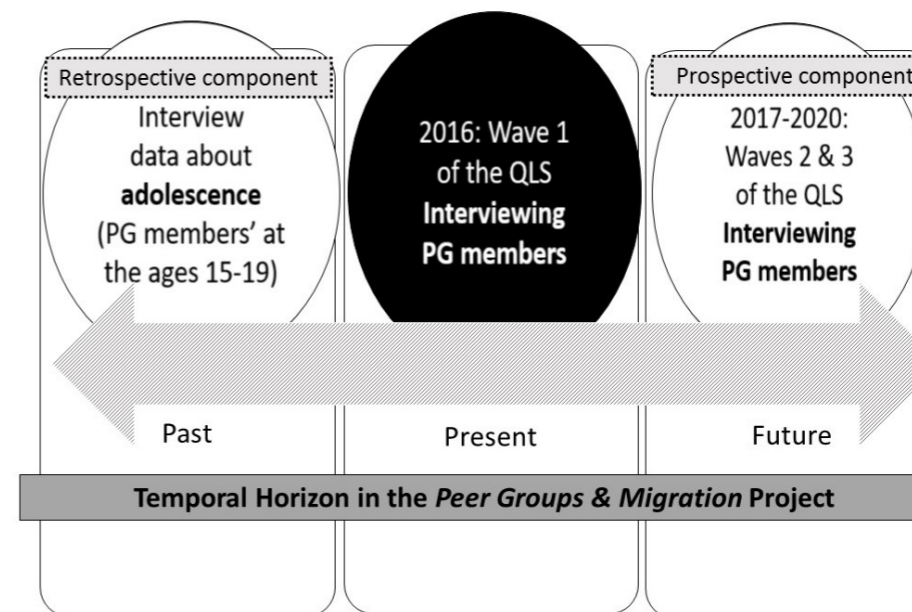 Retrospective component
Interview
data about
adolescence
(PG members' at
the ages 15-19)
2016: Wave 1
of the QLS
Interviewing
PG members
Prospective component
2017-2020:
Waves 2 & 3
of the QLS
Interviewing
PG members
Past
Present
Future
Temporal Horizon in the Peer Groups & Migration Project